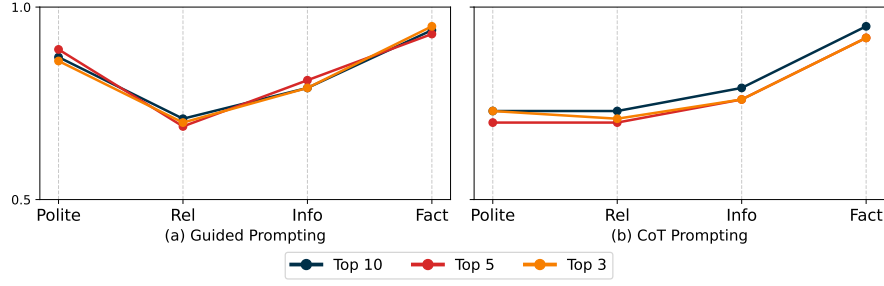 1.0
0.5
Polite Rel Info Fact
(a) Guided Prompting
Polite Rel Info Fact
(b) CoT Prompting
Top 10 Top 5 Top 3